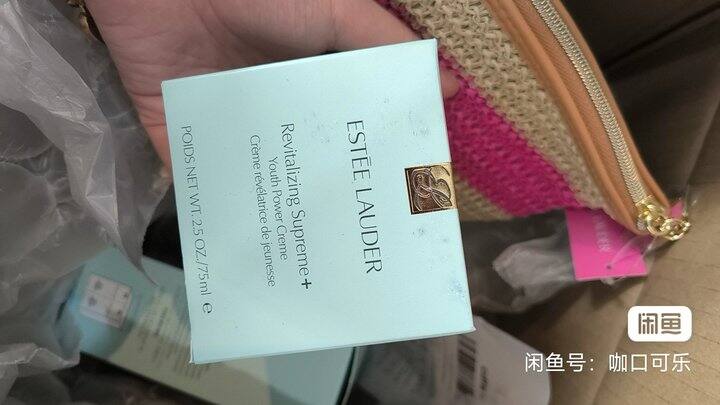 ESTĒE LAUDER
Revitalizing Supreme+
Youth Power Creme
Crème révélatrice de jeunesse
POIDS NET WT. 2.5 OZ./75ml e
闲鱼
闲鱼号：咖口可乐